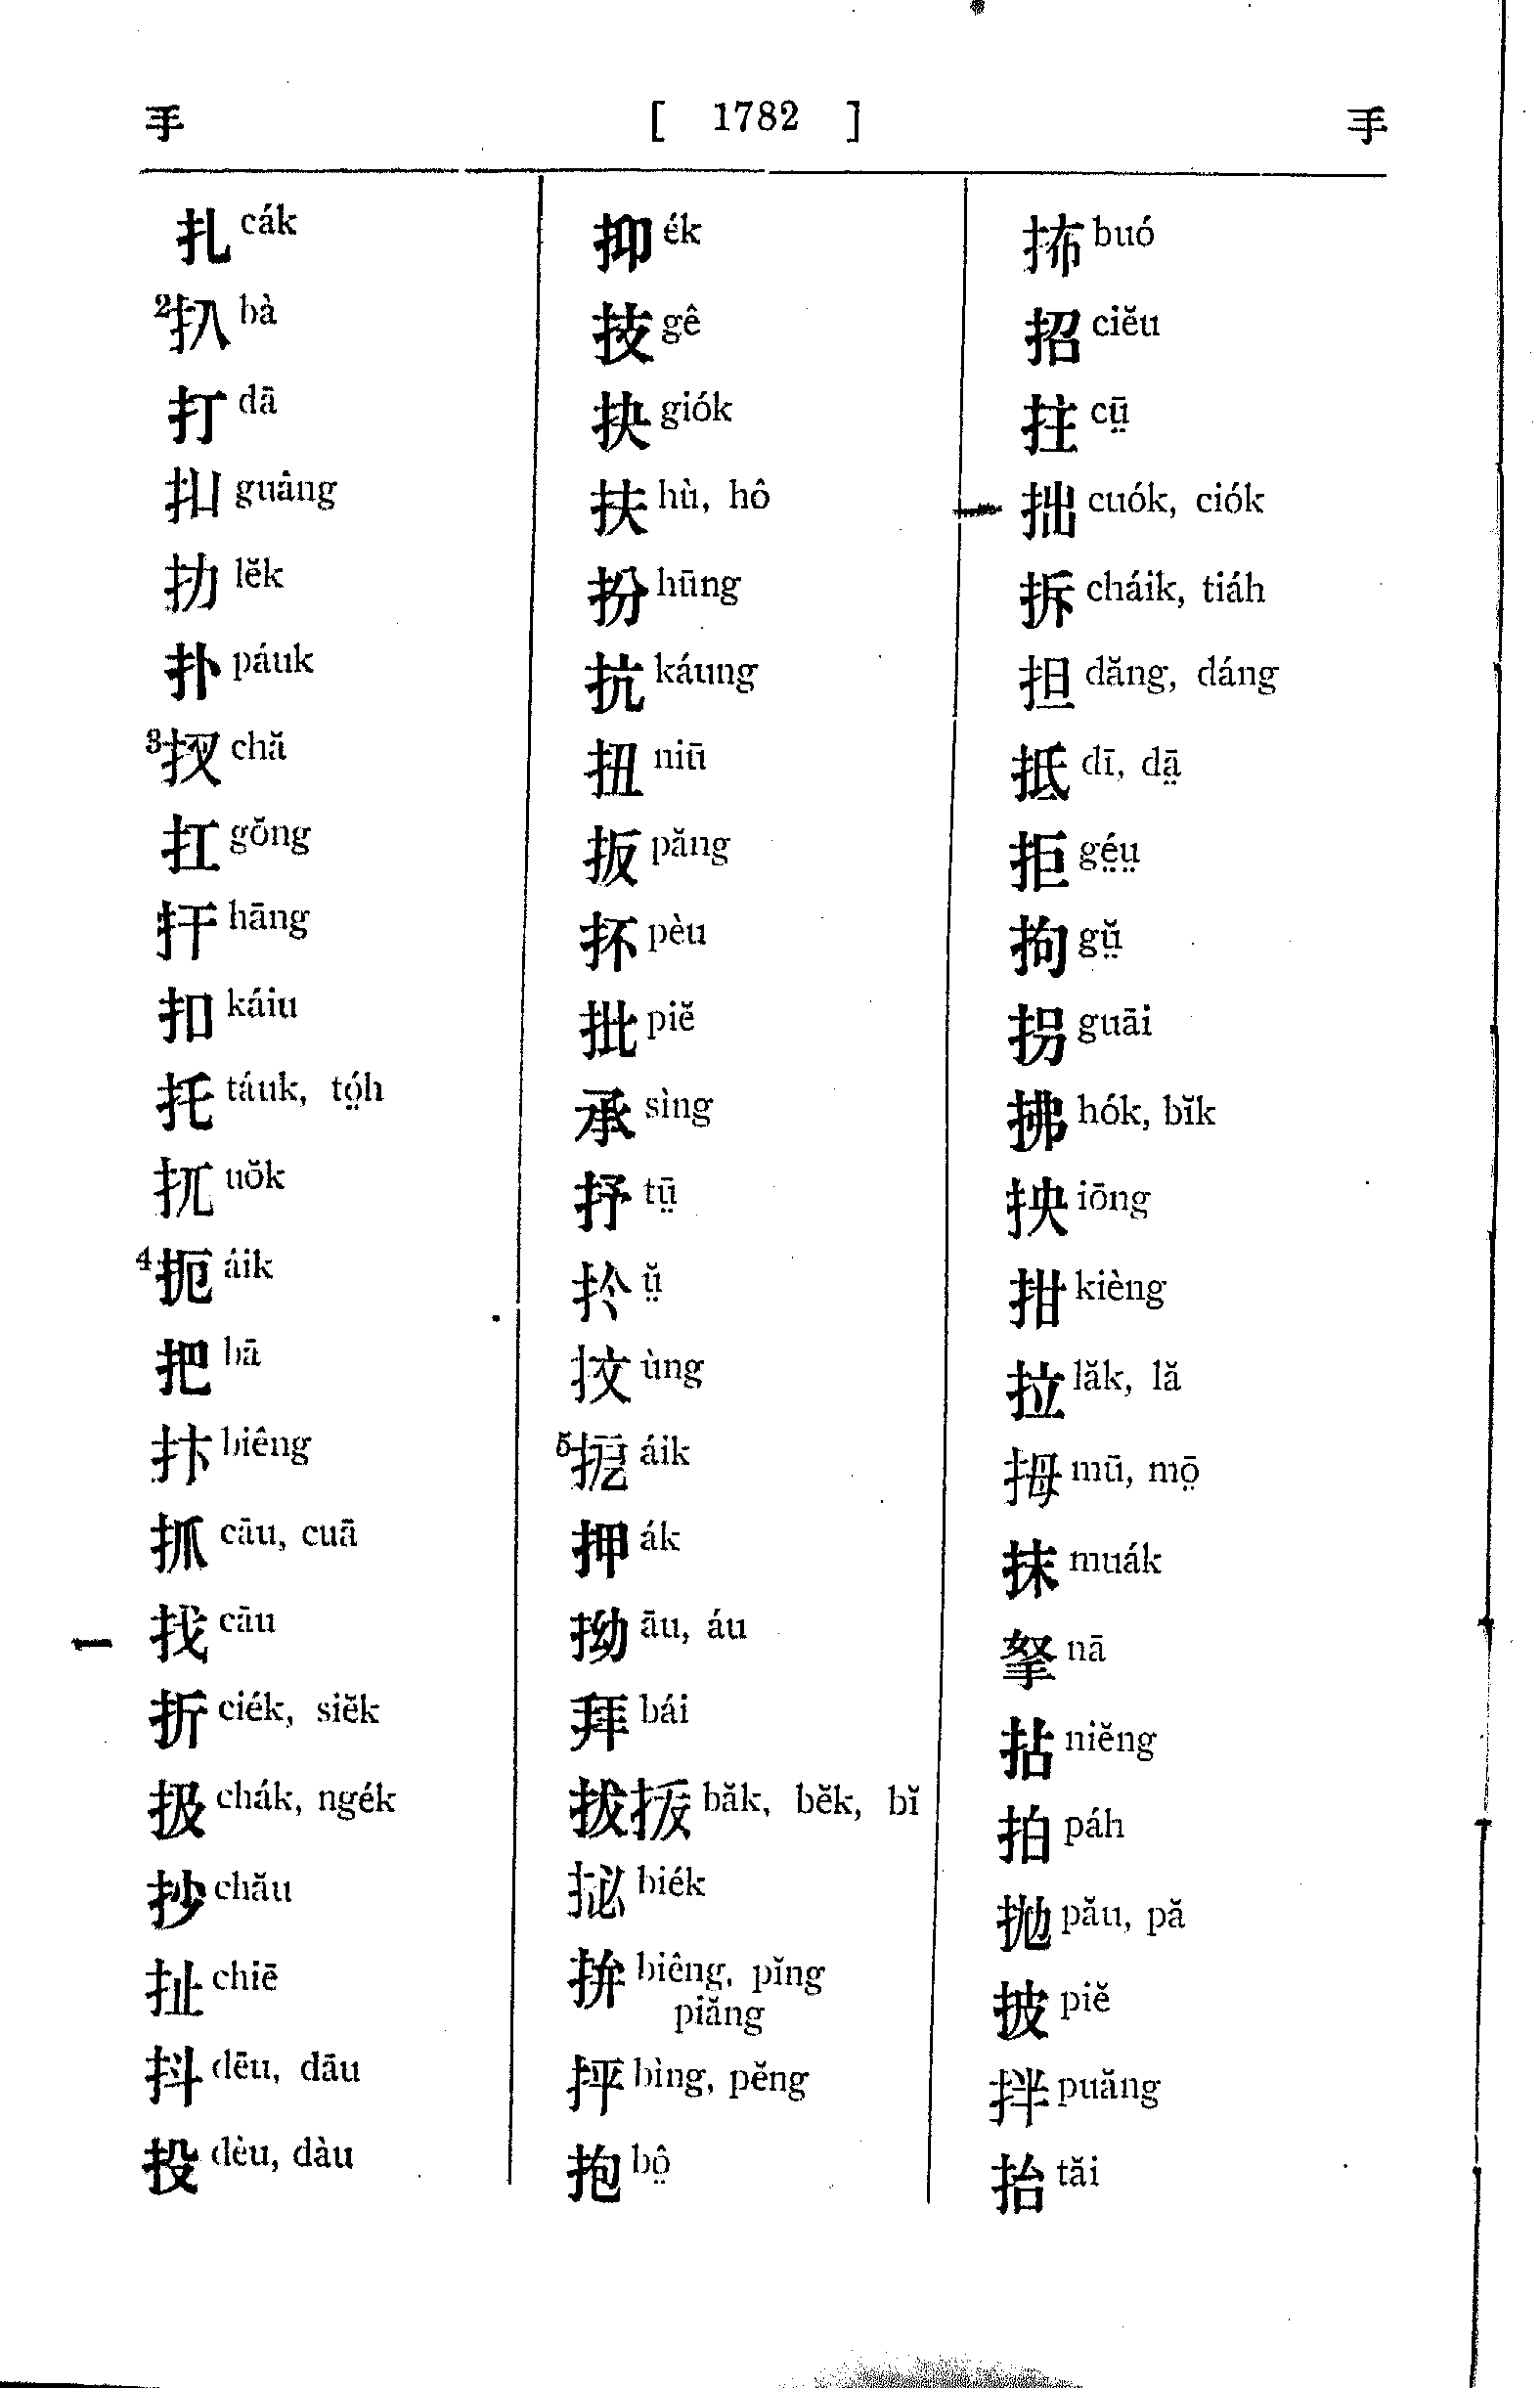 手 [ 1782 ] 手
扎 cák
2扒 bà
打 dā
抇 guâng
扐 lĕk
扑 páuk
3扠 chă
扛 gŏng
扞 hāng
扣 káiu
托 táuk, tó̤h
扤 uŏk
4扼 áik
把 bā
抃 biêng
抓 cāu, cuā
找 cāu
折 ciék, siĕk
扱 chák, ngék
抄 chău
扯 chiē
抖 dēu, dāu
投 dèu, dàu
抑 ék
技 gê
抉 giók
扶 hù, hô
扮 hūng
抗 káung
扭 niū
扳 păng
抔 pèu
批 piĕ
承 sìng
抒 tṳ̄
扵 ṳ̆
抆 ùng
5搤 áik
押 ák
拗 āu, áu
拜 bái
拔 băk, bĕk, bĭ
拯 biék
拚 biêng, pĭng
piăng
抨 bìng, pĕng
抱 bô̤
抪 buó
招 ciĕu
拄 cṳ̄
拙 cuók, ciók
拆 cháik, tiáh
担 dăng, dáng
抵 dī, dā̤
拒 gé̤ṳ
拘 gṳ̆
拐 guāi
拂 hók, bĭk
抰 iōng
拑 kièng
拉 lăk, lă
拇 mū, mō̤
抹 muák
拏 nā
拈 niĕng
拍 páh
抛 pău, pă
披 piĕ
拌 puăng
抬 tăi